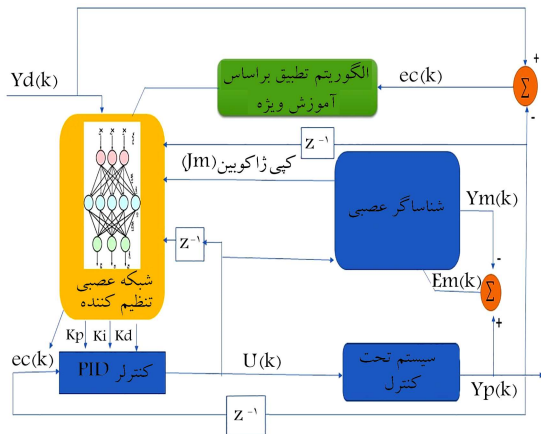 Yd(k)
الگوریتم تطبیق براساس
آموزش ویژه
ec(k)
+
Σ
-
z⁻¹
کپی ژاکوبین (Jm)
شناساگر عصبی
Ym(k)
-
z⁻¹
Em(k)
Σ
+
شبکه عصبی
تنظیم کننده
Kp Ki Kd
ec(k)
کنترلر PID
U(k)
سیستم تحت
کنترل
Yp(k)
z⁻¹